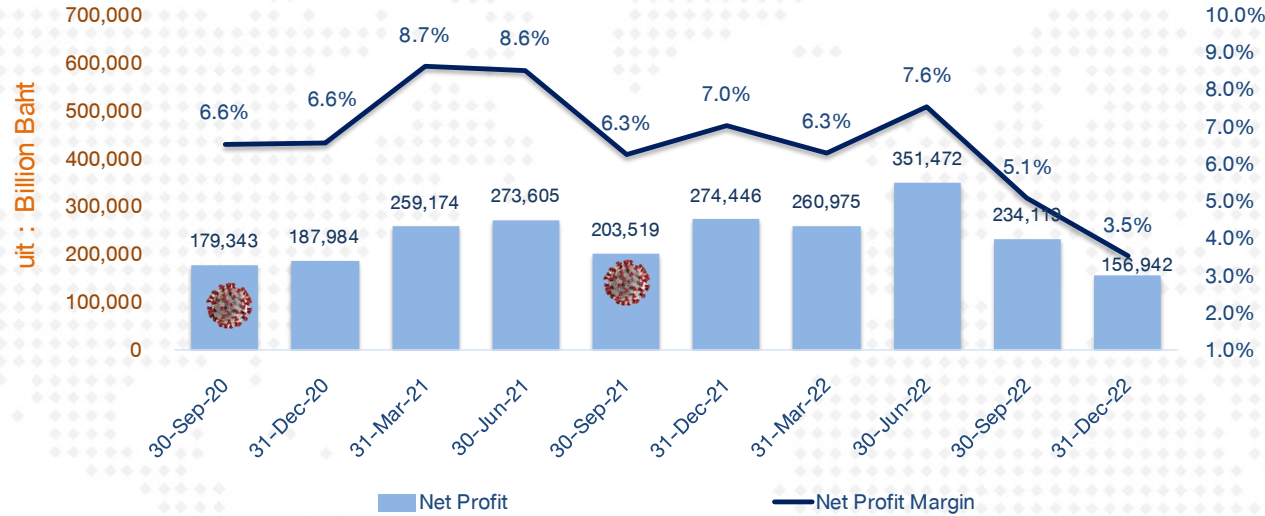 uit : Billion Baht
700,000
600,000
500,000
400,000
300,000
200,000
100,000
0
10.0%
9.0%
8.0%
7.0%
6.0%
5.0%
4.0%
3.0%
2.0%
1.0%
6.6%
6.6%
8.7%
8.6%
6.3%
7.0%
6.3%
7.6%
5.1%
3.5%
179,343
187,984
259,174
273,605
203,519
274,446
260,975
351,472
234,113
156,942
30-Sep-20
31-Dec-20
31-Mar-21
30-Jun-21
30-Sep-21
31-Dec-21
31-Mar-22
30-Jun-22
30-Sep-22
31-Dec-22
Net Profit
Net Profit Margin